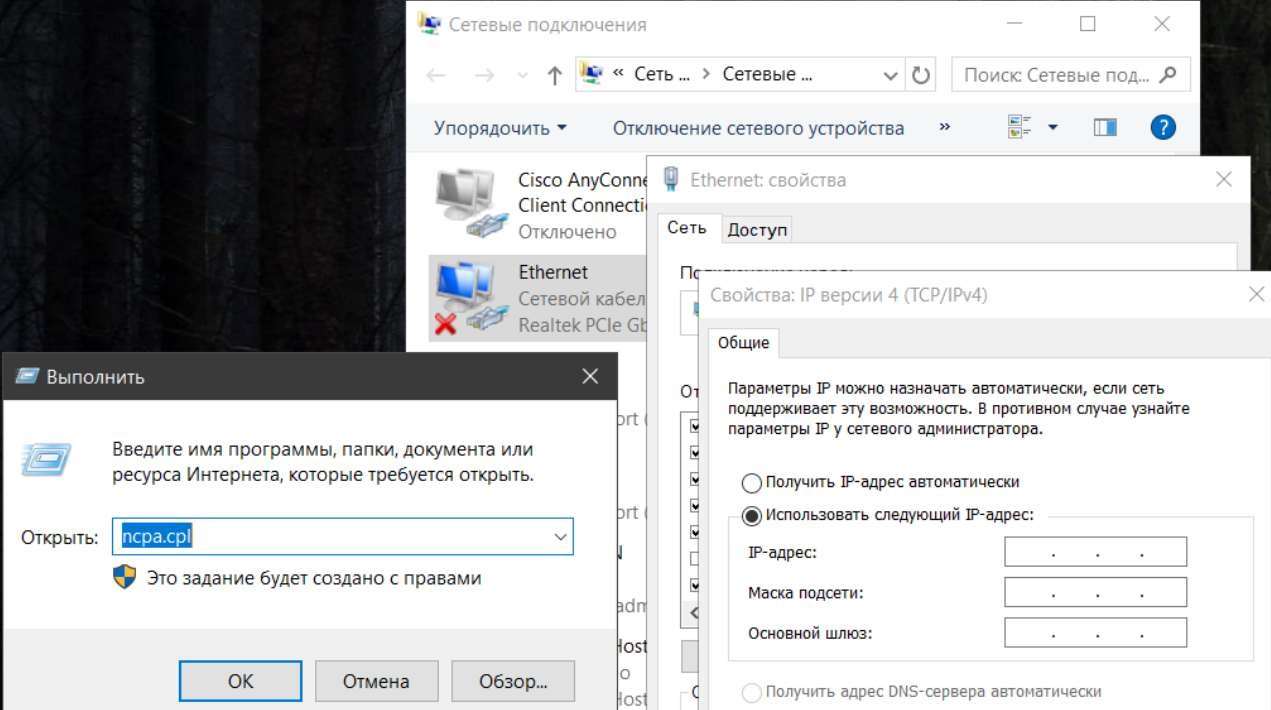 Сетевые подключения
« Сеть ... › Сетевые ...
Поиск: Сетевые под...
Упорядочить
Отключение сетевого устройства
»
?
Cisco AnyConne
Client Connecti
Отключено
Ethernet
Сетевой кабел
Realtek PCIe Gb
Ethernet: свойства
Сеть
Доступ
Свойства: IP версии 4 (TCP/IPv4)
Общие
Параметры IP можно назначать автоматически, если сеть
поддерживает эту возможность. В противном случае узнайте
параметры IP у сетевого администратора.
Получить IP-адрес автоматически
Использовать следующий IP-адрес:
IP-адрес:
Маска подсети:
Основной шлюз:
Получить адрес DNS-сервера автоматически
Выполнить
Введите имя программы, папки, документа или
ресурса Интернета, которые требуется открыть.
Открыть:
ncpa.cpl
Это задание будет создано с правами
ОК
Отмена
Обзор...